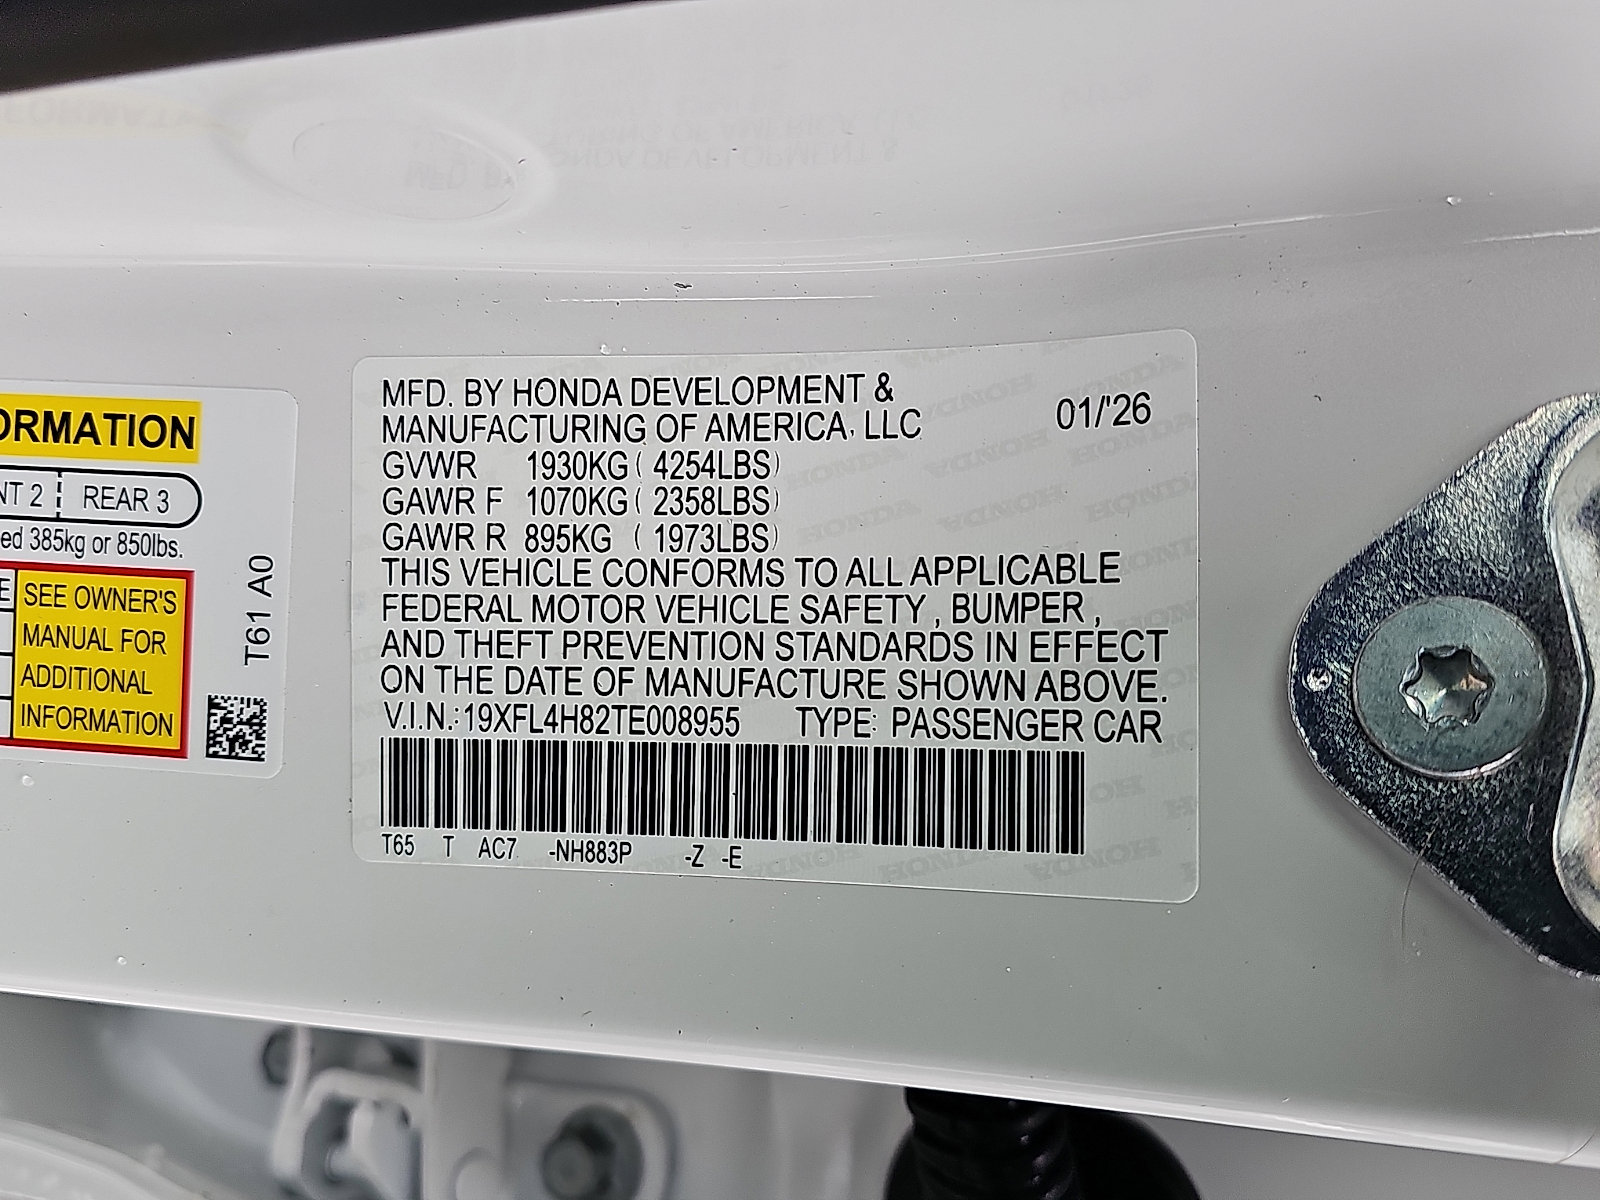 ORMATION
NT 2 REAR 3
ed 385kg or 850lbs.
E
SEE OWNER'S
MANUAL FOR
ADDITIONAL
INFORMATION
T61 A0
MFD. BY HONDA DEVELOPMENT &
MANUFACTURING OF AMERICA, LLC 01/'26
GVWR 1930KG ( 4254LBS)
GAWR F 1070KG ( 2358LBS)
GAWR R 895KG ( 1973LBS)
THIS VEHICLE CONFORMS TO ALL APPLICABLE
FEDERAL MOTOR VEHICLE SAFETY , BUMPER ,
AND THEFT PREVENTION STANDARDS IN EFFECT
ON THE DATE OF MANUFACTURE SHOWN ABOVE.
V.I.N.: 19XFL4H82TE008955 TYPE: PASSENGER CAR
T65 T AC7 -NH883P -Z -E